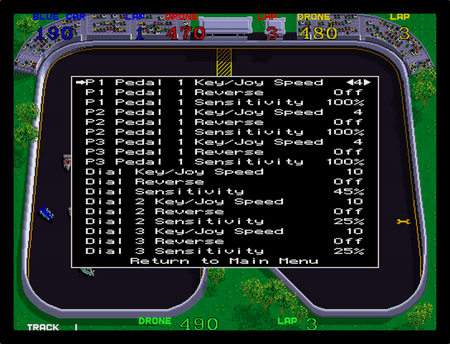 BLUE CAR LAP DRONE LAP DRONE LAP
190 1 470 3 480 3
P1 Pedal 1 Key/Joy Speed 4
P1 Pedal 1 Reverse Off
P1 Pedal 1 Sensitivity 100%
P2 Pedal 1 Key/Joy Speed 4
P2 Pedal 1 Reverse Off
P2 Pedal 1 Sensitivity 100%
P3 Pedal 1 Key/Joy Speed 4
P3 Pedal 1 Reverse Off
P3 Pedal 1 Sensitivity 100%
Dial Key/Joy Speed 10
Dial Reverse Off
Dial Sensitivity 45%
Dial 2 Key/Joy Speed 10
Dial 2 Reverse Off
Dial 2 Sensitivity 25%
Dial 3 Key/Joy Speed 10
Dial 3 Reverse Off
Dial 3 Sensitivity 25%
Return to Main Menu
DRONE 490 LAP 3
TRACK 1